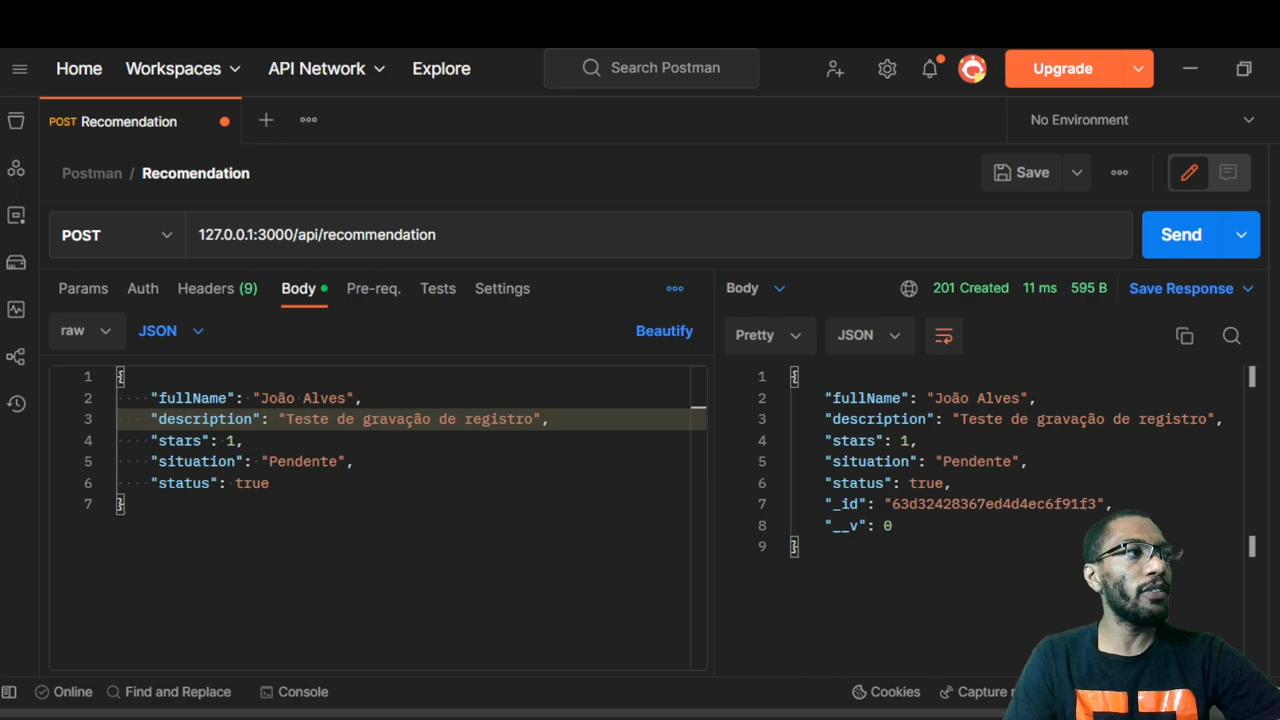 Home Workspaces API Network Explore Search Postman Upgrade
POST Recomendation No Environment
Postman / Recomendation Save
POST 127.0.0.1:3000/api/recommendation Send
Params Auth Headers (9) Body Pre-req. Tests Settings Body 201 Created 11 ms 595 B Save Response
raw JSON Beautify Pretty JSON
1 { 1 {
2 "fullName": "João Alves", 2 "fullName": "João Alves",
3 "description": "Teste de gravação de registro", 3 "description": "Teste de gravação de registro",
4 "stars": 1, 4 "stars": 1,
5 "situation": "Pendente", 5 "situation": "Pendente",
6 "status": true 6 "status": true,
7 } 7 "_id": "63d32428367ed4d4ec6f91f3",
8 "__v": 0
9 }
Online Find and Replace Console Cookies Capture